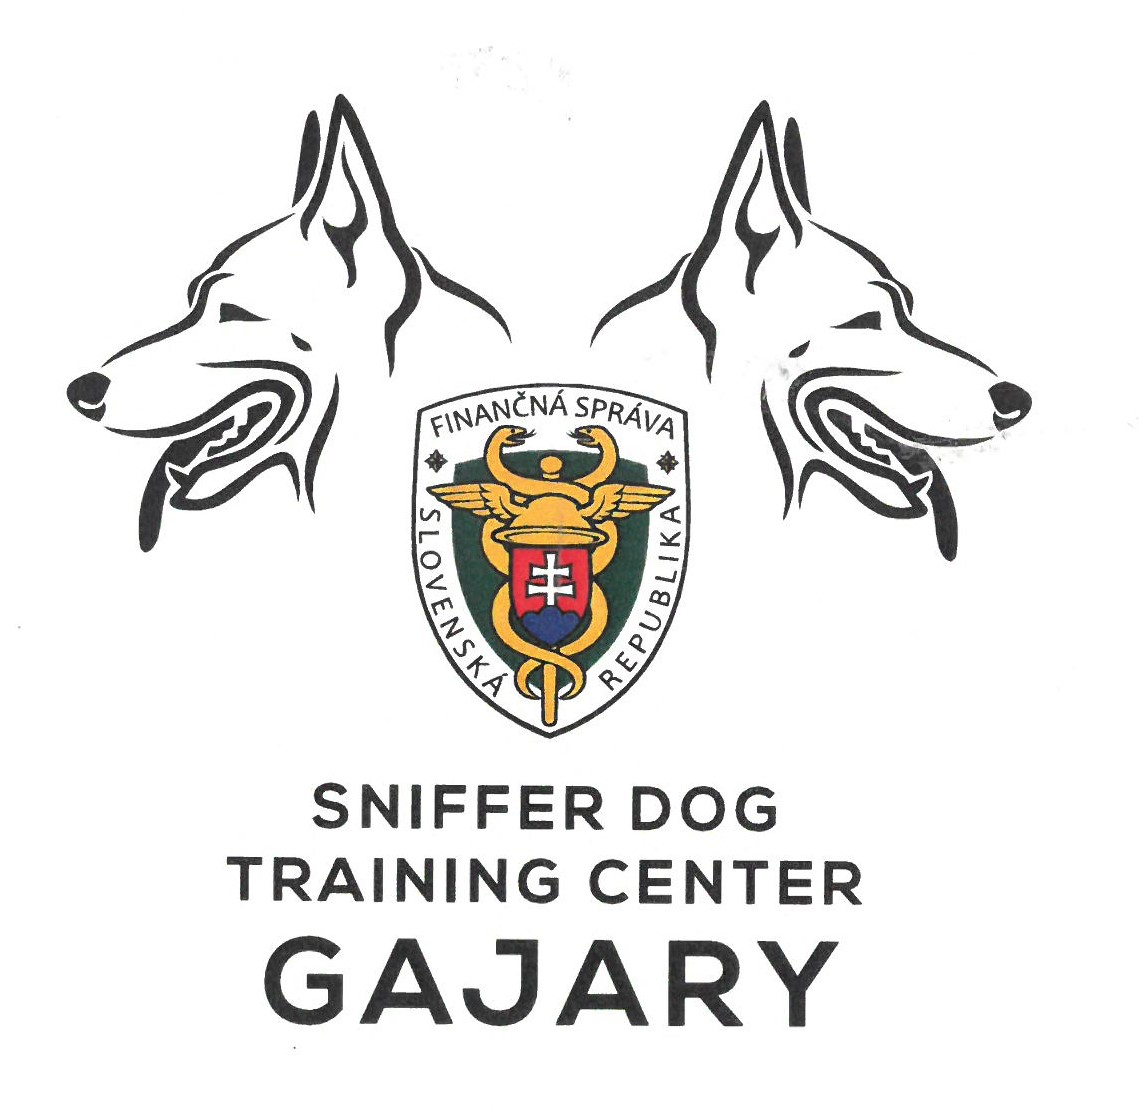 FINANČNÁ SPRÁVA
SLOVENSKÁ
REPUBLIKA
SNIFFER DOG
TRAINING CENTER
GAJARY